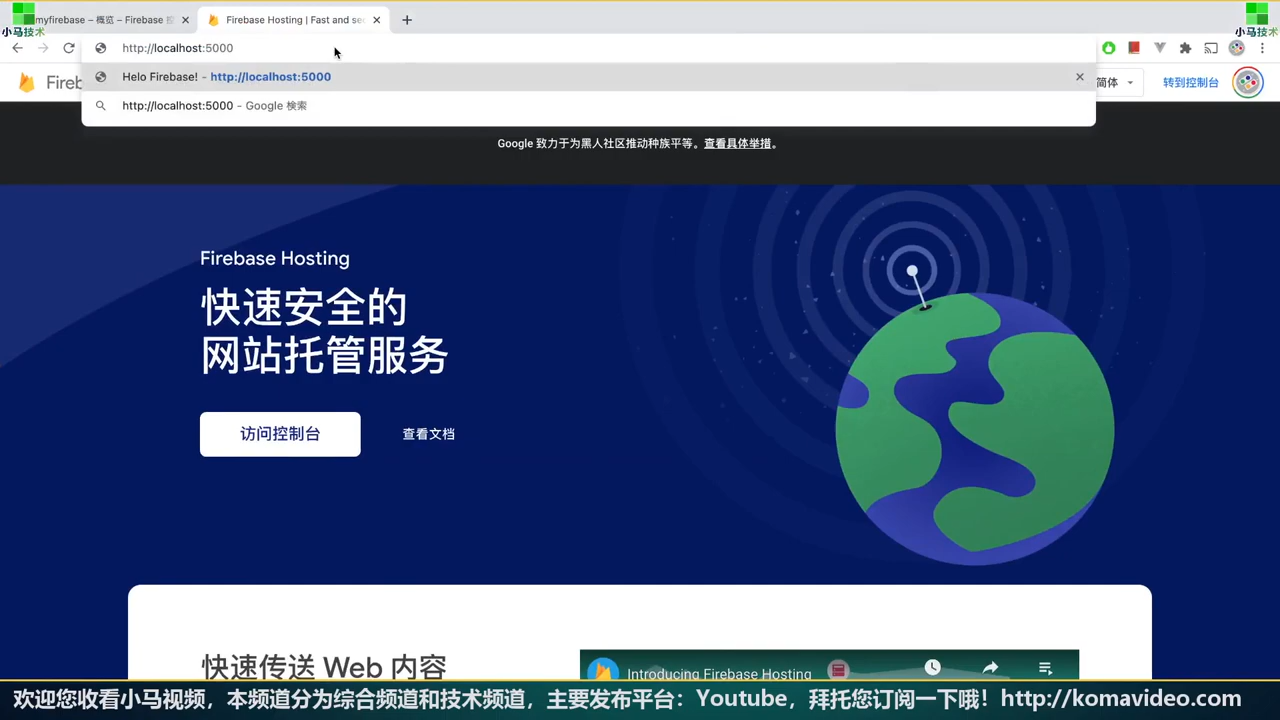 myfirebase – 概览 – Firebase 控
Firebase Hosting | Fast and se
小马技术
小马技术
http://localhost:5000
Helo Firebase! – http://localhost:5000
http://localhost:5000 – Google 検索
Fireb
简体
转到控制台
Google 致力于为黑人社区推动种族平等。查看具体举措。
Firebase Hosting
快速安全的
网站托管服务
访问控制台
查看文档
快速传送 Web 内容
Introducing Firebase Hosting
欢迎您收看小马视频，本频道分为综合频道和技术频道，主要发布平台：Youtube，拜托您订阅一下哦！http://komavideo.com